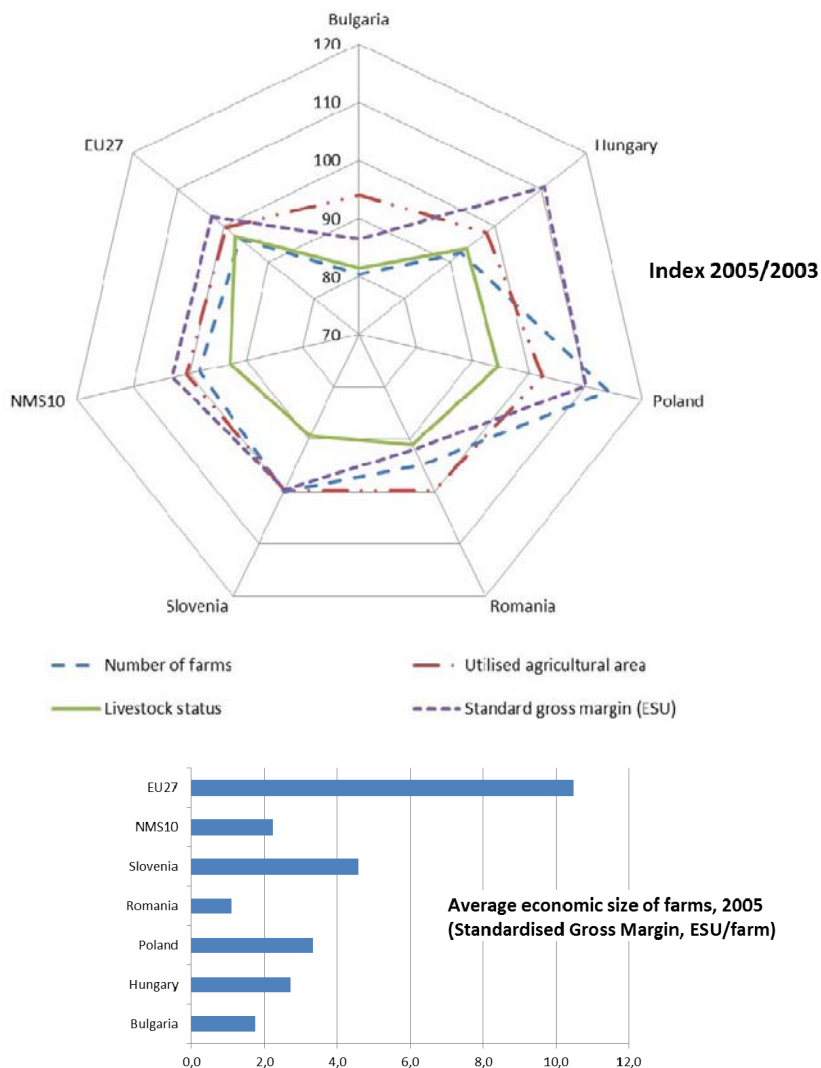 Bulgaria
120
110
EU27
Hungary
100
90
Index 2005/2003
80
70
NMS10
Poland
Slovenia
Romania
Number of farms
Utilised agricultural area
Livestock status
Standard gross margin (ESU)
EU27
NMS10
Slovenia
Romania
Average economic size of farms, 2005
(Standardised Gross Margin, ESU/farm)
Poland
Hungary
Bulgaria
0,0 2,0 4,0 6,0 8,0 10,0 12,0